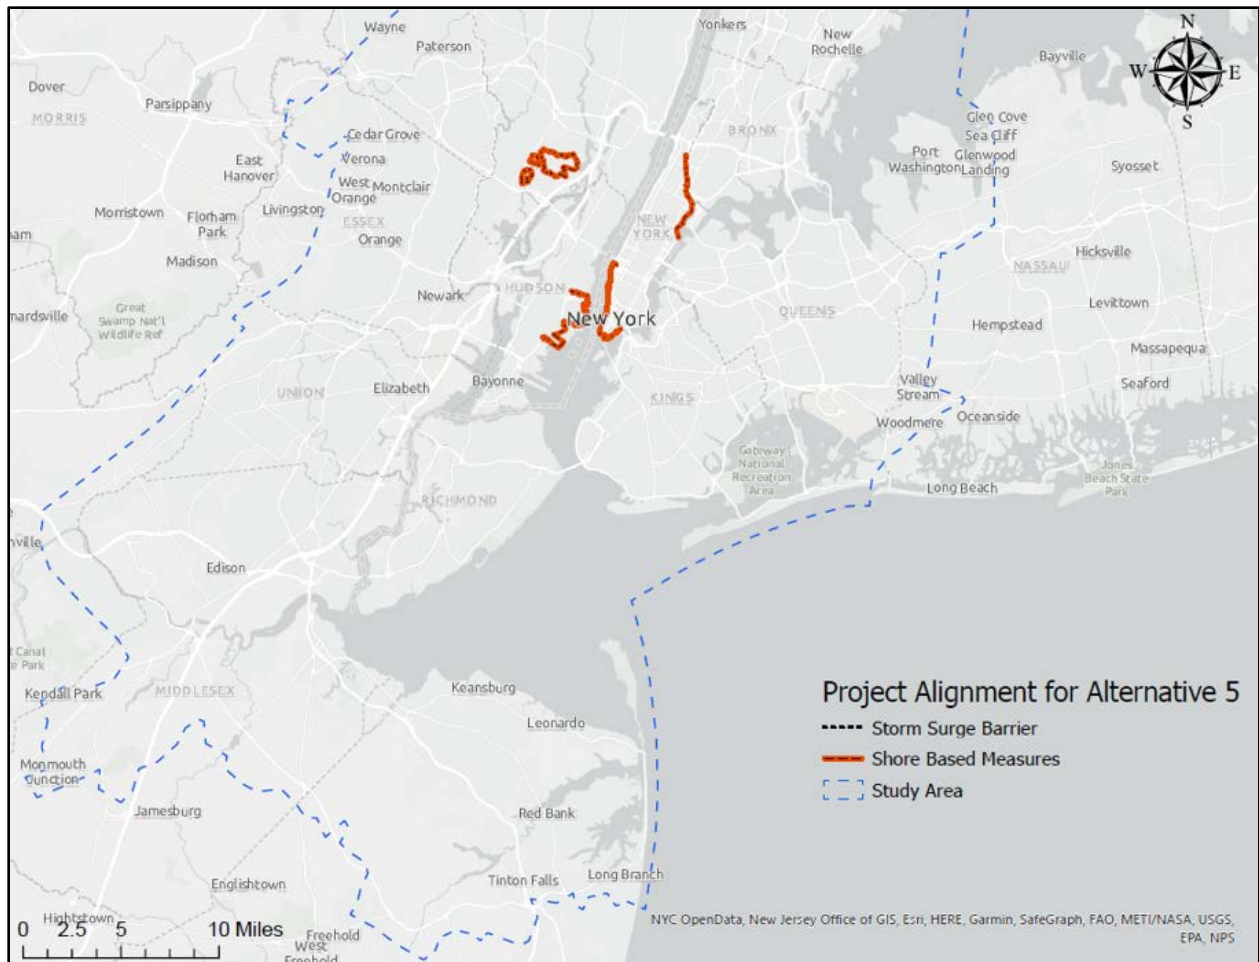 Wayne
Yonkers
New
Rochelle
Paterson
Bayville
N
W E
S
Dover
Parsippany
MORRIS
Glen Cove
Sea Cliff
BRONX
Cedar Grove
East
Hanover
Verona
Port
Washington
Glenwood
Landing
Syosset
West
Orange
Montclair
Livingston
Morristown
Florham
Park
ESSEX
NEW
YORK
Orange
Madison
Hicksville
NASSAU
Newark
HUDSON
Levittown
Great
Swamp Nat'l
Wildlife Ref
nardsville
New York
QUEENS
Hempstead
Massapequa
Elizabeth
Bayonne
UNION
KINGS
Valley
Stream
Seaford
Oceanside
Woodmere
Gateway
National
Recreation
Area
Jones
Beach State
Park
Long Beach
RICHMOND
nville
Edison
t Canal
e Park
Kendall Park
MIDDLESEX
Keansburg
Leonardo
Project Alignment for Alternative 5
Storm Surge Barrier
Shore Based Measures
Study Area
Monmouth
Junction
Jamesburg
Red Bank
Englishtown
Tinton Falls
Long Branch
0 2.5 5 10 Miles
Hightstown
Freehold
West
Freehold
NYC OpenData, New Jersey Office of GIS, Esri, HERE, Garmin, SafeGraph, FAO, METI/NASA, USGS,
EPA, NPS